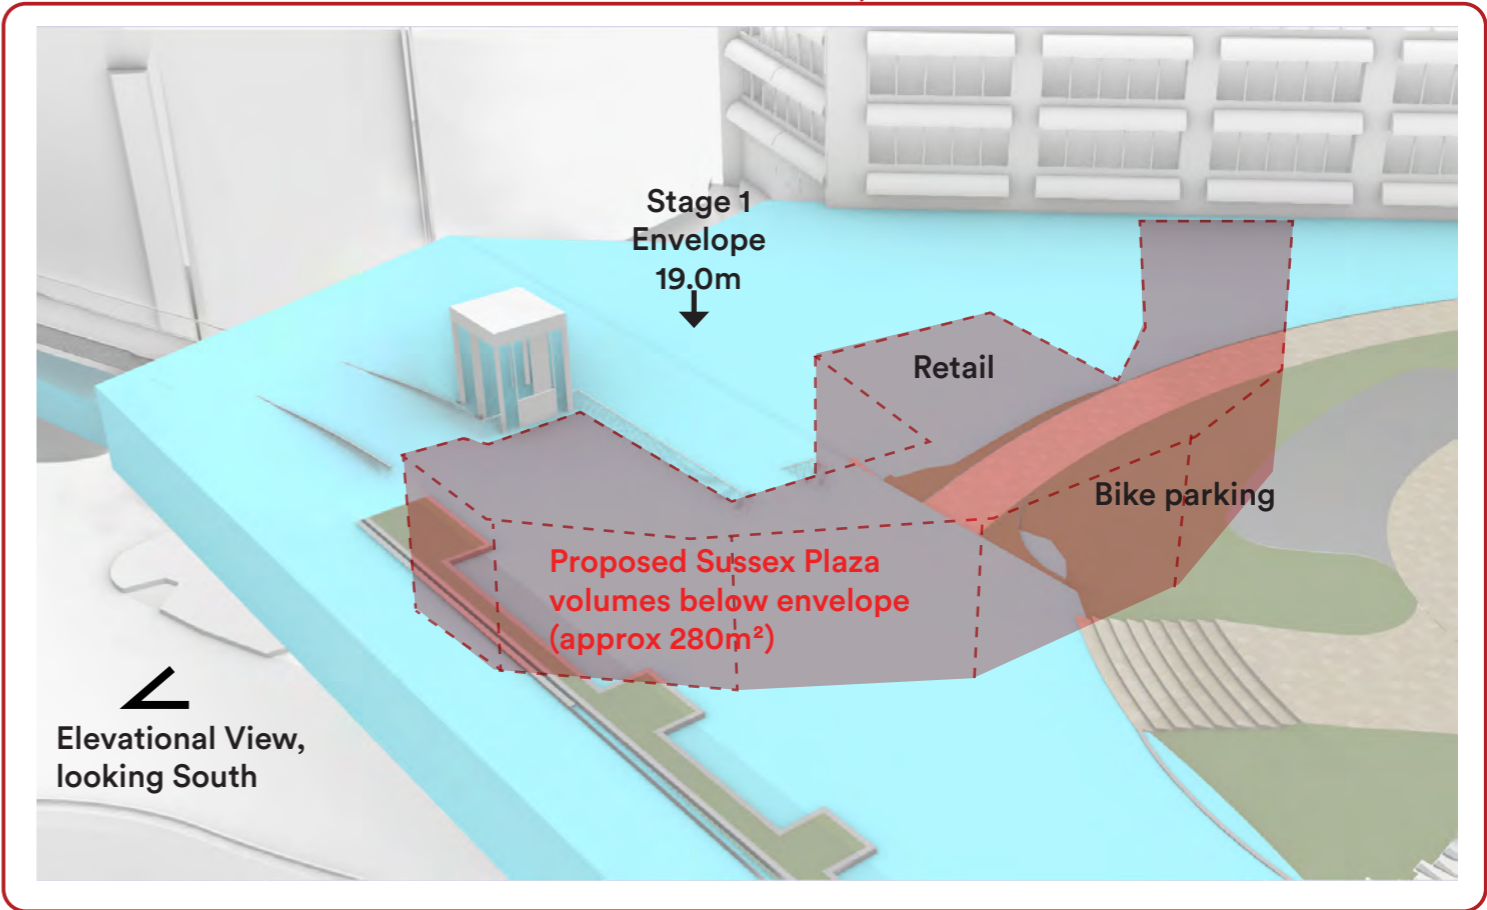 Stage 1
Envelope
19.0m
Retail
Bike parking
Proposed Sussex Plaza
volumes below envelope
(approx 280m²)
Elevational View,
looking South